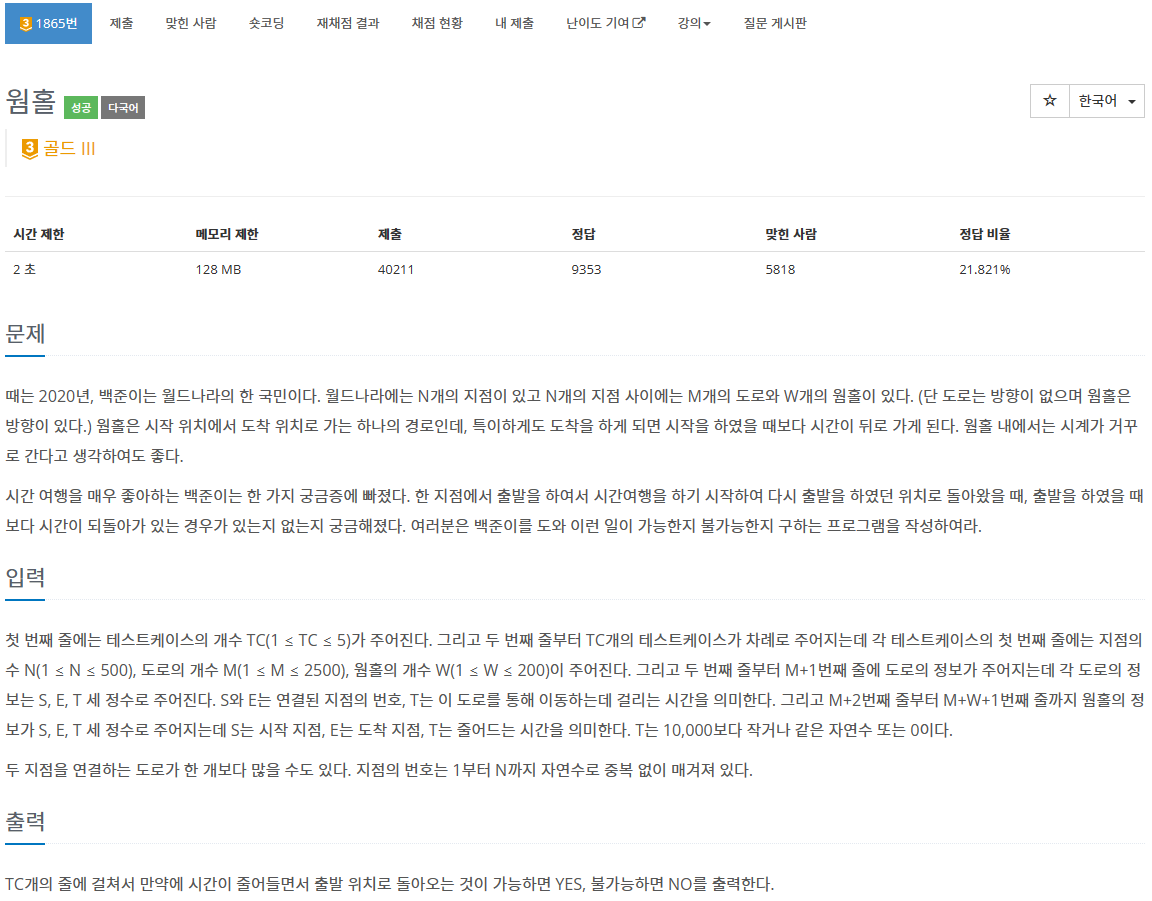 3 1865번 제출 맞힌 사람 숏코딩 재채점 결과 채점 현황 내 제출 난이도 기여 강의 질문 게시판
웜홀 성공 다국어 ☆ 한국어
3 골드 III
시간 제한 메모리 제한 제출 정답 맞힌 사람 정답 비율
2 초 128 MB 40211 9353 5818 21.821%
문제
때는 2020년, 백준이는 월드나라의 한 국민이다. 월드나라에는 N개의 지점이 있고 N개의 지점 사이에는 M개의 도로와 W개의 웜홀이 있다. (단 도로는 방향이 없으며 웜홀은
방향이 있다.) 웜홀은 시작 위치에서 도착 위치로 가는 하나의 경로인데, 특이하게도 도착을 하게 되면 시작을 하였을 때보다 시간이 뒤로 가게 된다. 웜홀 내에서는 시계가 거꾸
로 간다고 생각하여도 좋다.
시간 여행을 매우 좋아하는 백준이는 한 가지 궁금증에 빠졌다. 한 지점에서 출발을 하여서 시간여행을 하기 시작하여 다시 출발을 하였던 위치로 돌아왔을 때, 출발을 하였을 때
보다 시간이 되돌아가 있는 경우가 있는지 없는지 궁금해졌다. 여러분은 백준이를 도와 이런 일이 가능한지 불가능한지 구하는 프로그램을 작성하여라.
입력
첫 번째 줄에는 테스트케이스의 개수 TC(1 ≤ TC ≤ 5)가 주어진다. 그리고 두 번째 줄부터 TC개의 테스트케이스가 차례로 주어지는데 각 테스트케이스의 첫 번째 줄에는 지점의
수 N(1 ≤ N ≤ 500), 도로의 개수 M(1 ≤ M ≤ 2500), 웜홀의 개수 W(1 ≤ W ≤ 200)이 주어진다. 그리고 두 번째 줄부터 M+1번째 줄에 도로의 정보가 주어지는데 각 도로의 정
보는 S, E, T 세 정수로 주어진다. S와 E는 연결된 지점의 번호, T는 이 도로를 통해 이동하는데 걸리는 시간을 의미한다. 그리고 M+2번째 줄부터 M+W+1번째 줄까지 웜홀의 정
보가 S, E, T 세 정수로 주어지는데 S는 시작 지점, E는 도착 지점, T는 줄어드는 시간을 의미한다. T는 10,000보다 작거나 같은 자연수 또는 0이다.
두 지점을 연결하는 도로가 한 개보다 많을 수도 있다. 지점의 번호는 1부터 N까지 자연수로 중복 없이 매겨져 있다.
출력
TC개의 줄에 걸쳐서 만약에 시간이 줄어들면서 출발 위치로 돌아오는 것이 가능하면 YES, 불가능하면 NO를 출력한다.